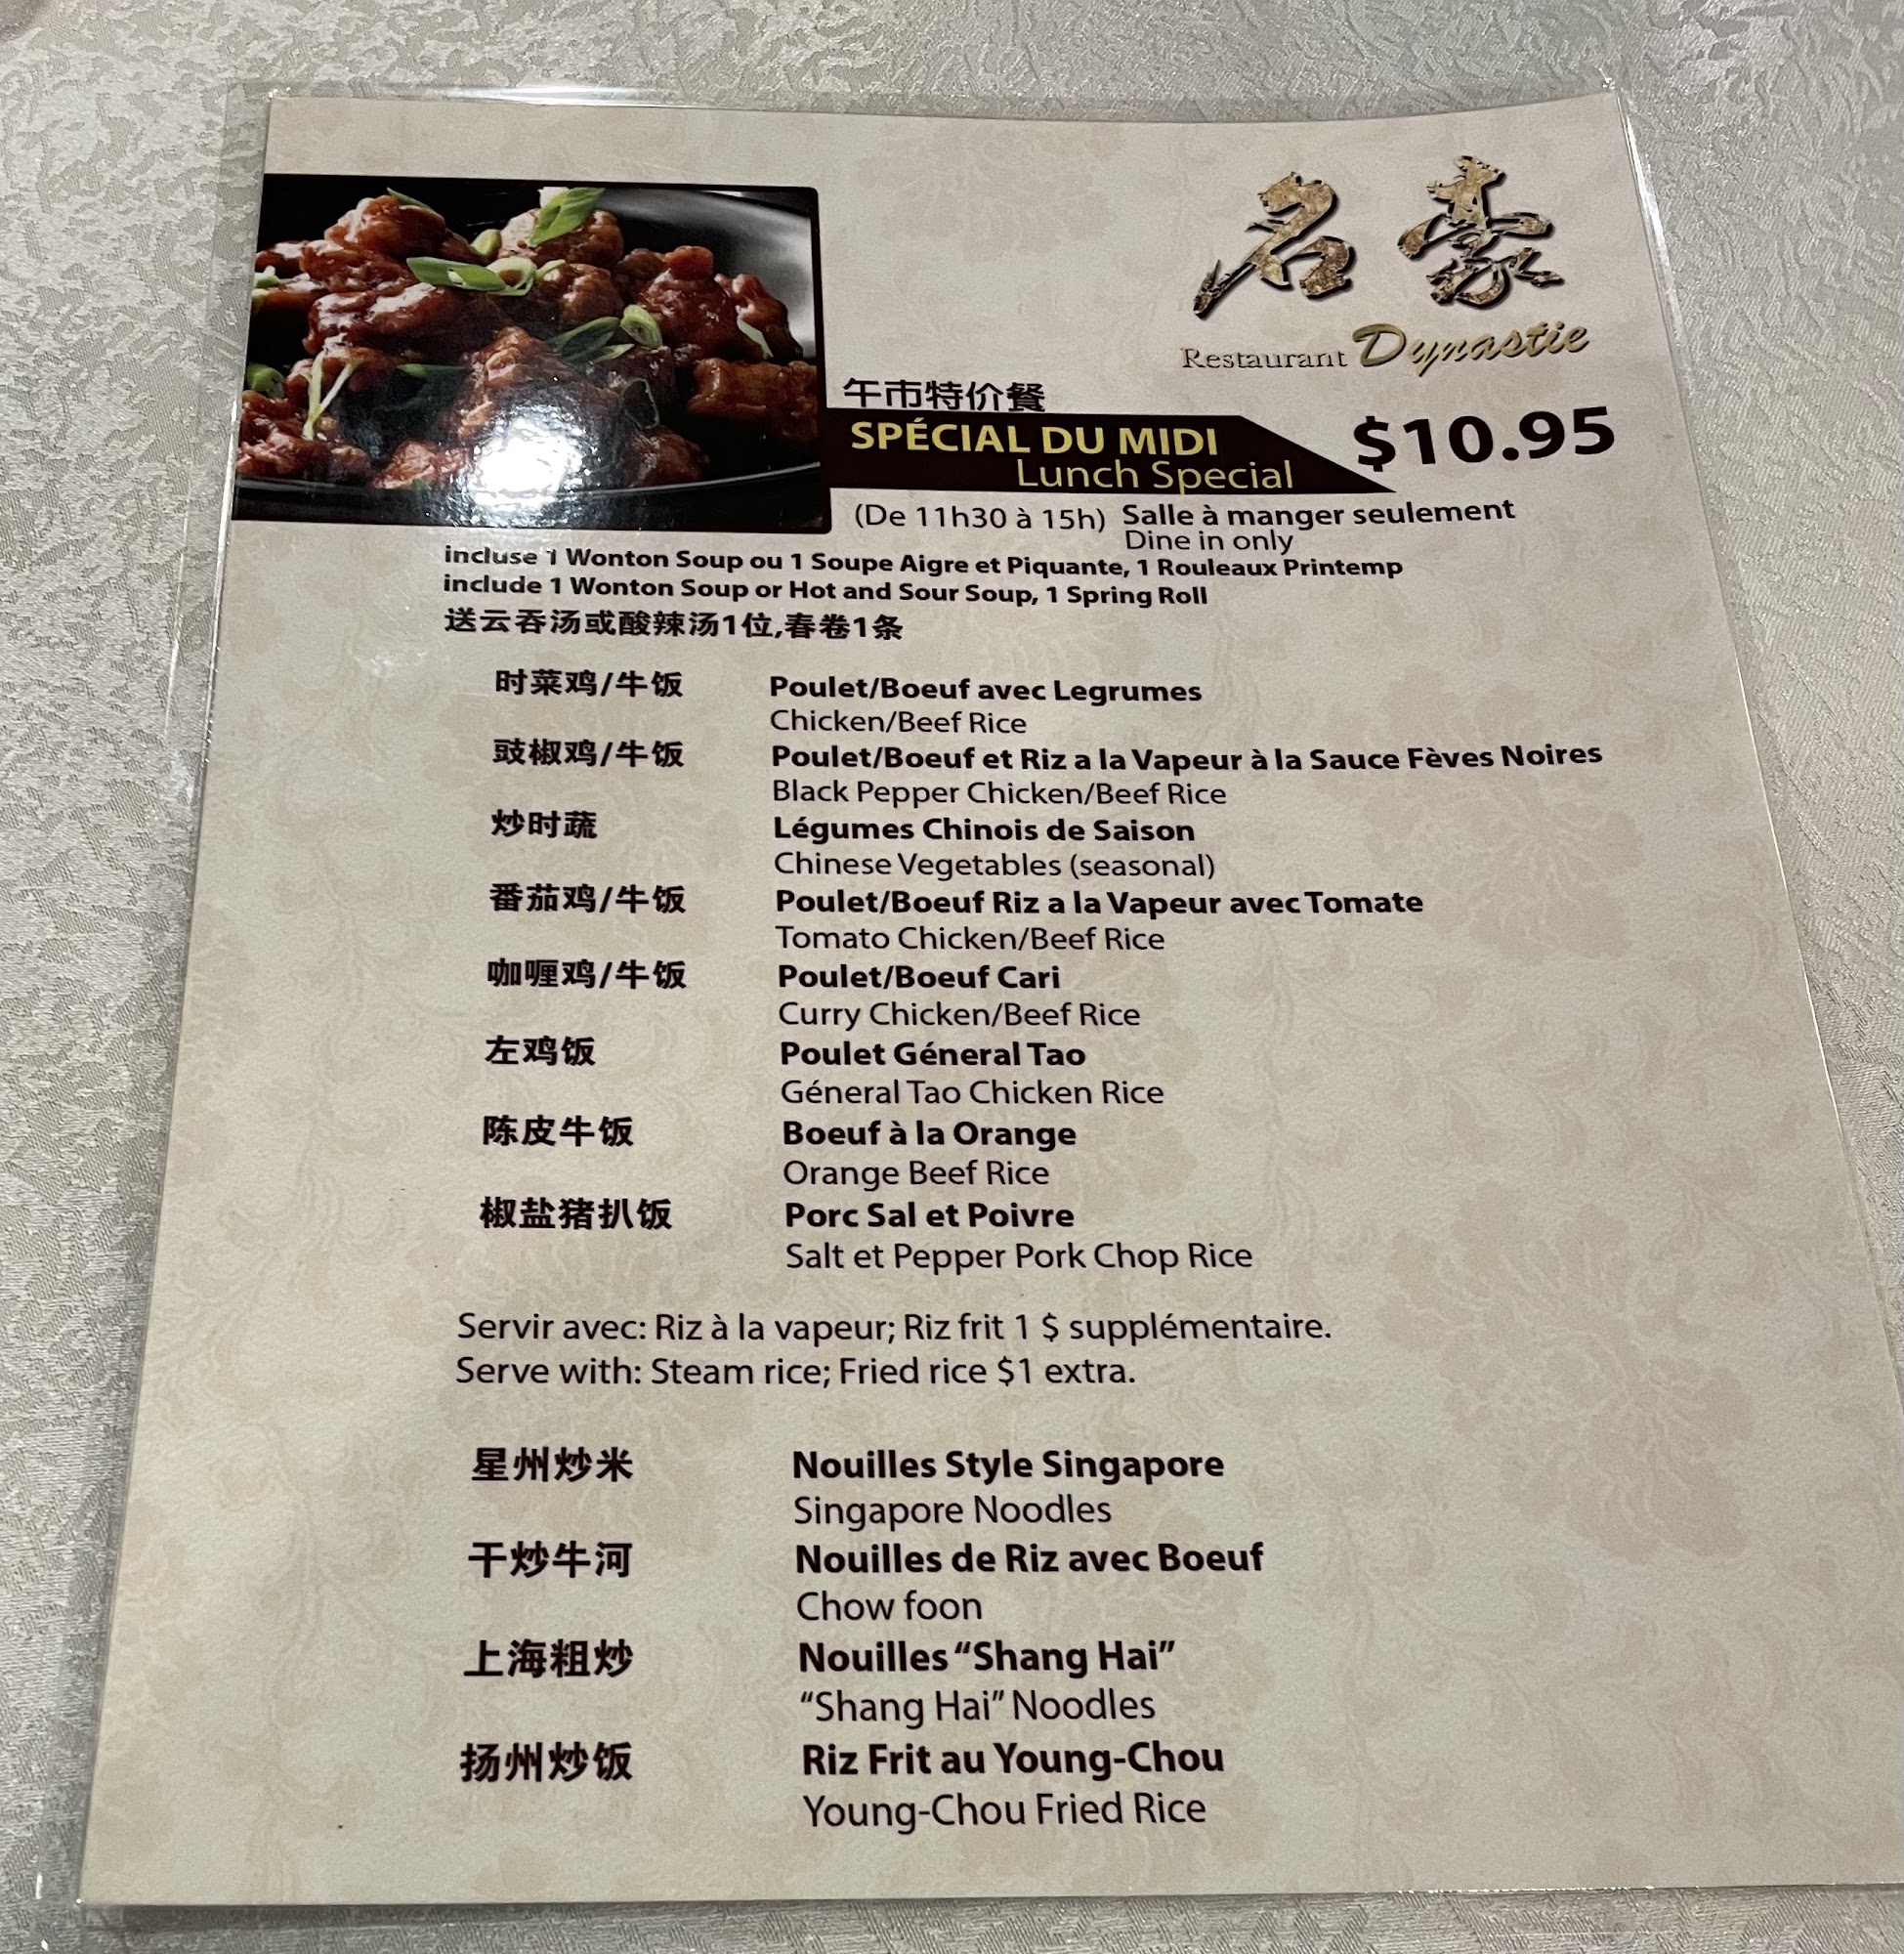 名豪
Restaurant Dynastie
午市特价餐
SPÉCIAL DU MIDI
Lunch Special
$10.95
(De 11h30 à 15h) Salle à manger seulement
Dine in only
incluse 1 Wonton Soup ou 1 Soupe Aigre et Piquante, 1 Rouleaux Printemp
include 1 Wonton Soup or Hot and Sour Soup, 1 Spring Roll
送云吞汤或酸辣汤1位,春卷1条
时菜鸡/牛饭 Poulet/Boeuf avec Legrumes
Chicken/Beef Rice
豉椒鸡/牛饭 Poulet/Boeuf et Riz a la Vapeur à la Sauce Fèves Noires
Black Pepper Chicken/Beef Rice
炒时蔬 Légumes Chinois de Saison
Chinese Vegetables (seasonal)
番茄鸡/牛饭 Poulet/Boeuf Riz a la Vapeur avec Tomate
Tomato Chicken/Beef Rice
咖喱鸡/牛饭 Poulet/Boeuf Cari
Curry Chicken/Beef Rice
左鸡饭 Poulet Géneral Tao
Géneral Tao Chicken Rice
陈皮牛饭 Boeuf à la Orange
Orange Beef Rice
椒盐猪扒饭 Porc Sal et Poivre
Salt et Pepper Pork Chop Rice
Servir avec: Riz à la vapeur; Riz frit 1 $ supplémentaire.
Serve with: Steam rice; Fried rice $1 extra.
星州炒米 Nouilles Style Singapore
Singapore Noodles
干炒牛河 Nouilles de Riz avec Boeuf
Chow foon
上海粗炒 Nouilles “Shang Hai”
“Shang Hai” Noodles
扬州炒饭 Riz Frit au Young-Chou
Young-Chou Fried Rice